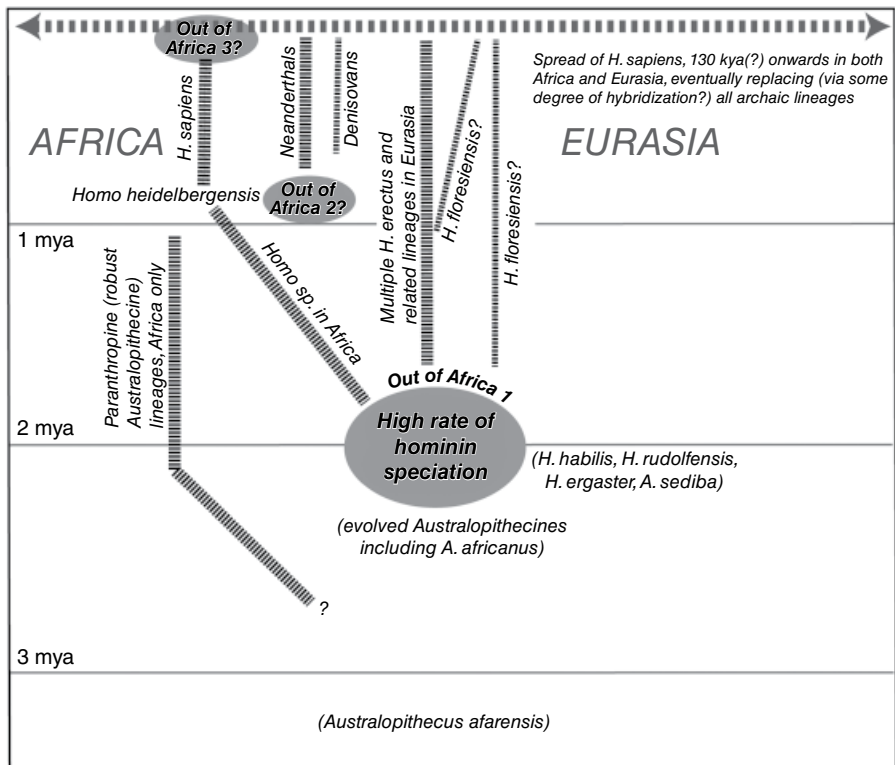 Out of
Africa 3?
H. sapiens
Neanderthals
Denisovans
Spread of H. sapiens, 130 kya(?) onwards in both
Africa and Eurasia, eventually replacing (via some
degree of hybridization?) all archaic lineages
AFRICA
EURASIA
Homo heidelbergensis
Out of
Africa 2?
Multiple H. erectus and
related lineages in Eurasia
H. floresiensis?
H. floresiensis?
1 mya
Paranthropine (robust
Australopithecine)
lineages, Africa only
Homo sp. in Africa
Out of Africa 1
High rate of
hominin
speciation
2 mya
(H. habilis, H. rudolfensis,
H. ergaster, A. sediba)
(evolved Australopithecines
including A. africanus)
?
3 mya
(Australopithecus afarensis)